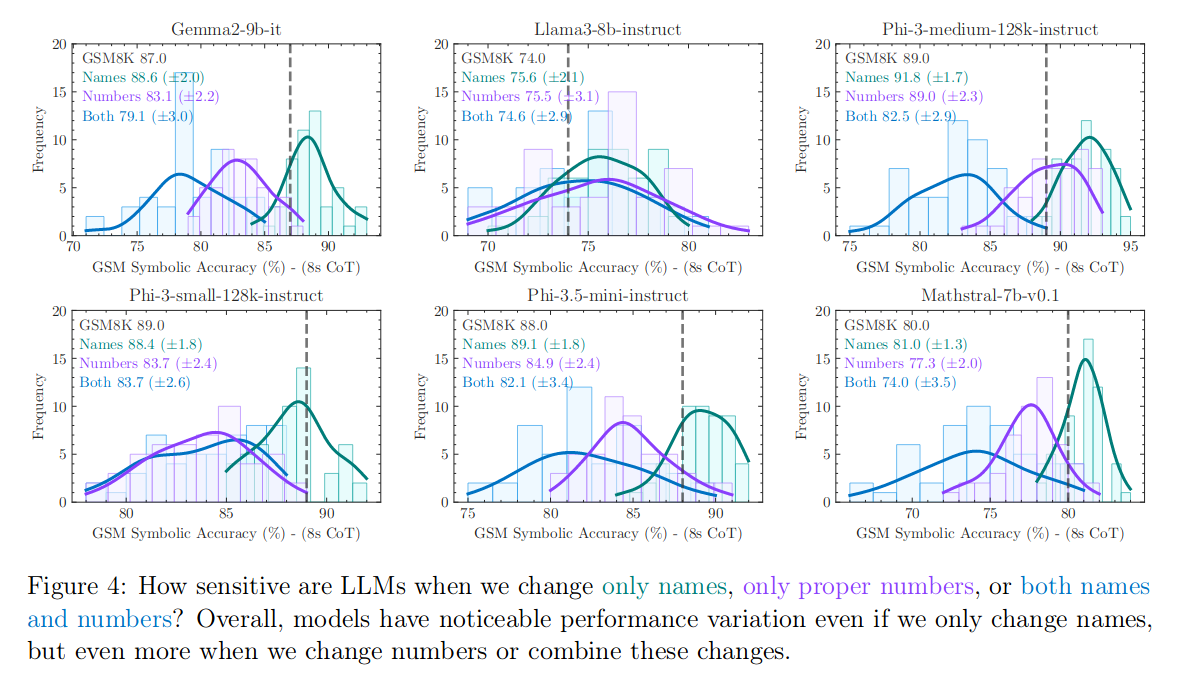 Gemma2-9b-it
GSM8K 87.0
Names 88.6 (±2.0)
Numbers 83.1 (±2.2)
Both 79.1 (±3.0)
Frequency
20
15
10
5
0
70 75 80 85 90
GSM Symbolic Accuracy (%) - (8s CoT)
Llama3-8b-instruct
GSM8K 74.0
Names 75.6 (±2.1)
Numbers 75.5 (±3.1)
Both 74.6 (±2.9)
Frequency
20
15
10
5
0
70 75 80
GSM Symbolic Accuracy (%) - (8s CoT)
Phi-3-medium-128k-instruct
GSM8K 89.0
Names 91.8 (±1.7)
Numbers 89.0 (±2.3)
Both 82.5 (±2.9)
Frequency
20
15
10
5
0
75 80 85 90 95
GSM Symbolic Accuracy (%) - (8s CoT)
Phi-3-small-128k-instruct
GSM8K 89.0
Names 88.4 (±1.8)
Numbers 83.7 (±2.4)
Both 83.7 (±2.6)
Frequency
20
15
10
5
0
80 85 90
GSM Symbolic Accuracy (%) - (8s CoT)
Phi-3.5-mini-instruct
GSM8K 88.0
Names 89.1 (±1.8)
Numbers 84.9 (±2.4)
Both 82.1 (±3.4)
Frequency
20
15
10
5
0
75 80 85 90
GSM Symbolic Accuracy (%) - (8s CoT)
Mathstral-7b-v0.1
GSM8K 80.0
Names 81.0 (±1.3)
Numbers 77.3 (±2.0)
Both 74.0 (±3.5)
Frequency
20
15
10
5
0
70 75 80
GSM Symbolic Accuracy (%) - (8s CoT)
Figure 4: How sensitive are LLMs when we change only names, only proper numbers, or both names
and numbers? Overall, models have noticeable performance variation even if we only change names,
but even more when we change numbers or combine these changes.